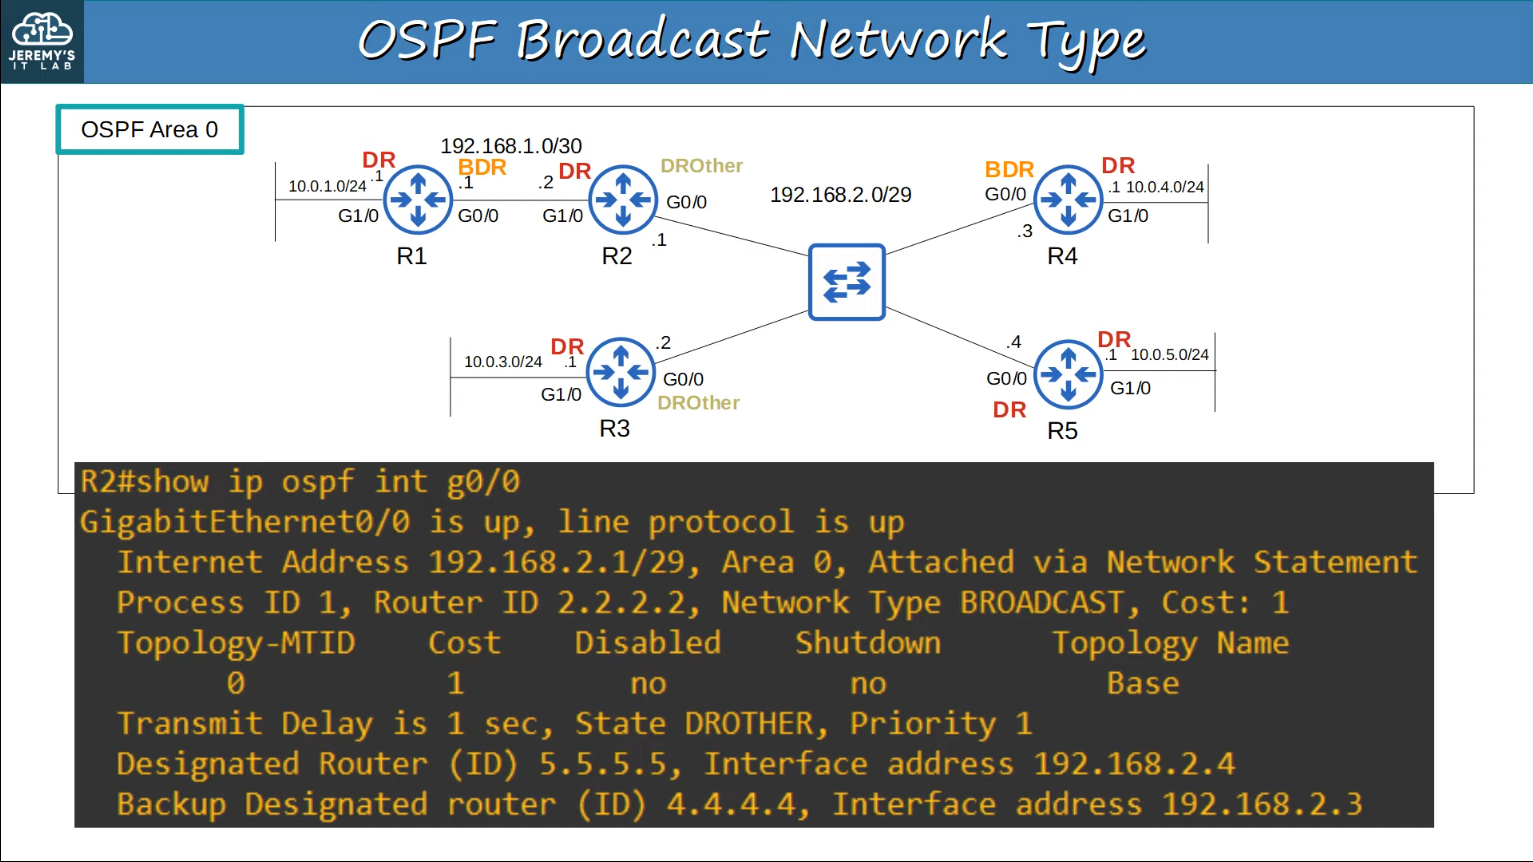 JEREMY'S
IT LAB
OSPF Broadcast Network Type
OSPF Area 0
192.168.1.0/30
DR
BDR
DR
DROther
10.0.1.0/24
.1
.1
.2
G0/0
192.168.2.0/29
G1/0
G0/0
G1/0
.1
R1
R2
BDR
DR
G0/0
.1
10.0.4.0/24
G1/0
.3
R4
DR
.2
10.0.3.0/24
.1
G0/0
G1/0
DROther
R3
.4
DR
.1
10.0.5.0/24
G0/0
G1/0
DR
R5
R2#show ip ospf int g0/0
GigabitEthernet0/0 is up, line protocol is up
Internet Address 192.168.2.1/29, Area 0, Attached via Network Statement
Process ID 1, Router ID 2.2.2.2, Network Type BROADCAST, Cost: 1
Topology-MTID Cost Disabled Shutdown Topology Name
0 1 no no Base
Transmit Delay is 1 sec, State DROTHER, Priority 1
Designated Router (ID) 5.5.5.5, Interface address 192.168.2.4
Backup Designated router (ID) 4.4.4.4, Interface address 192.168.2.3